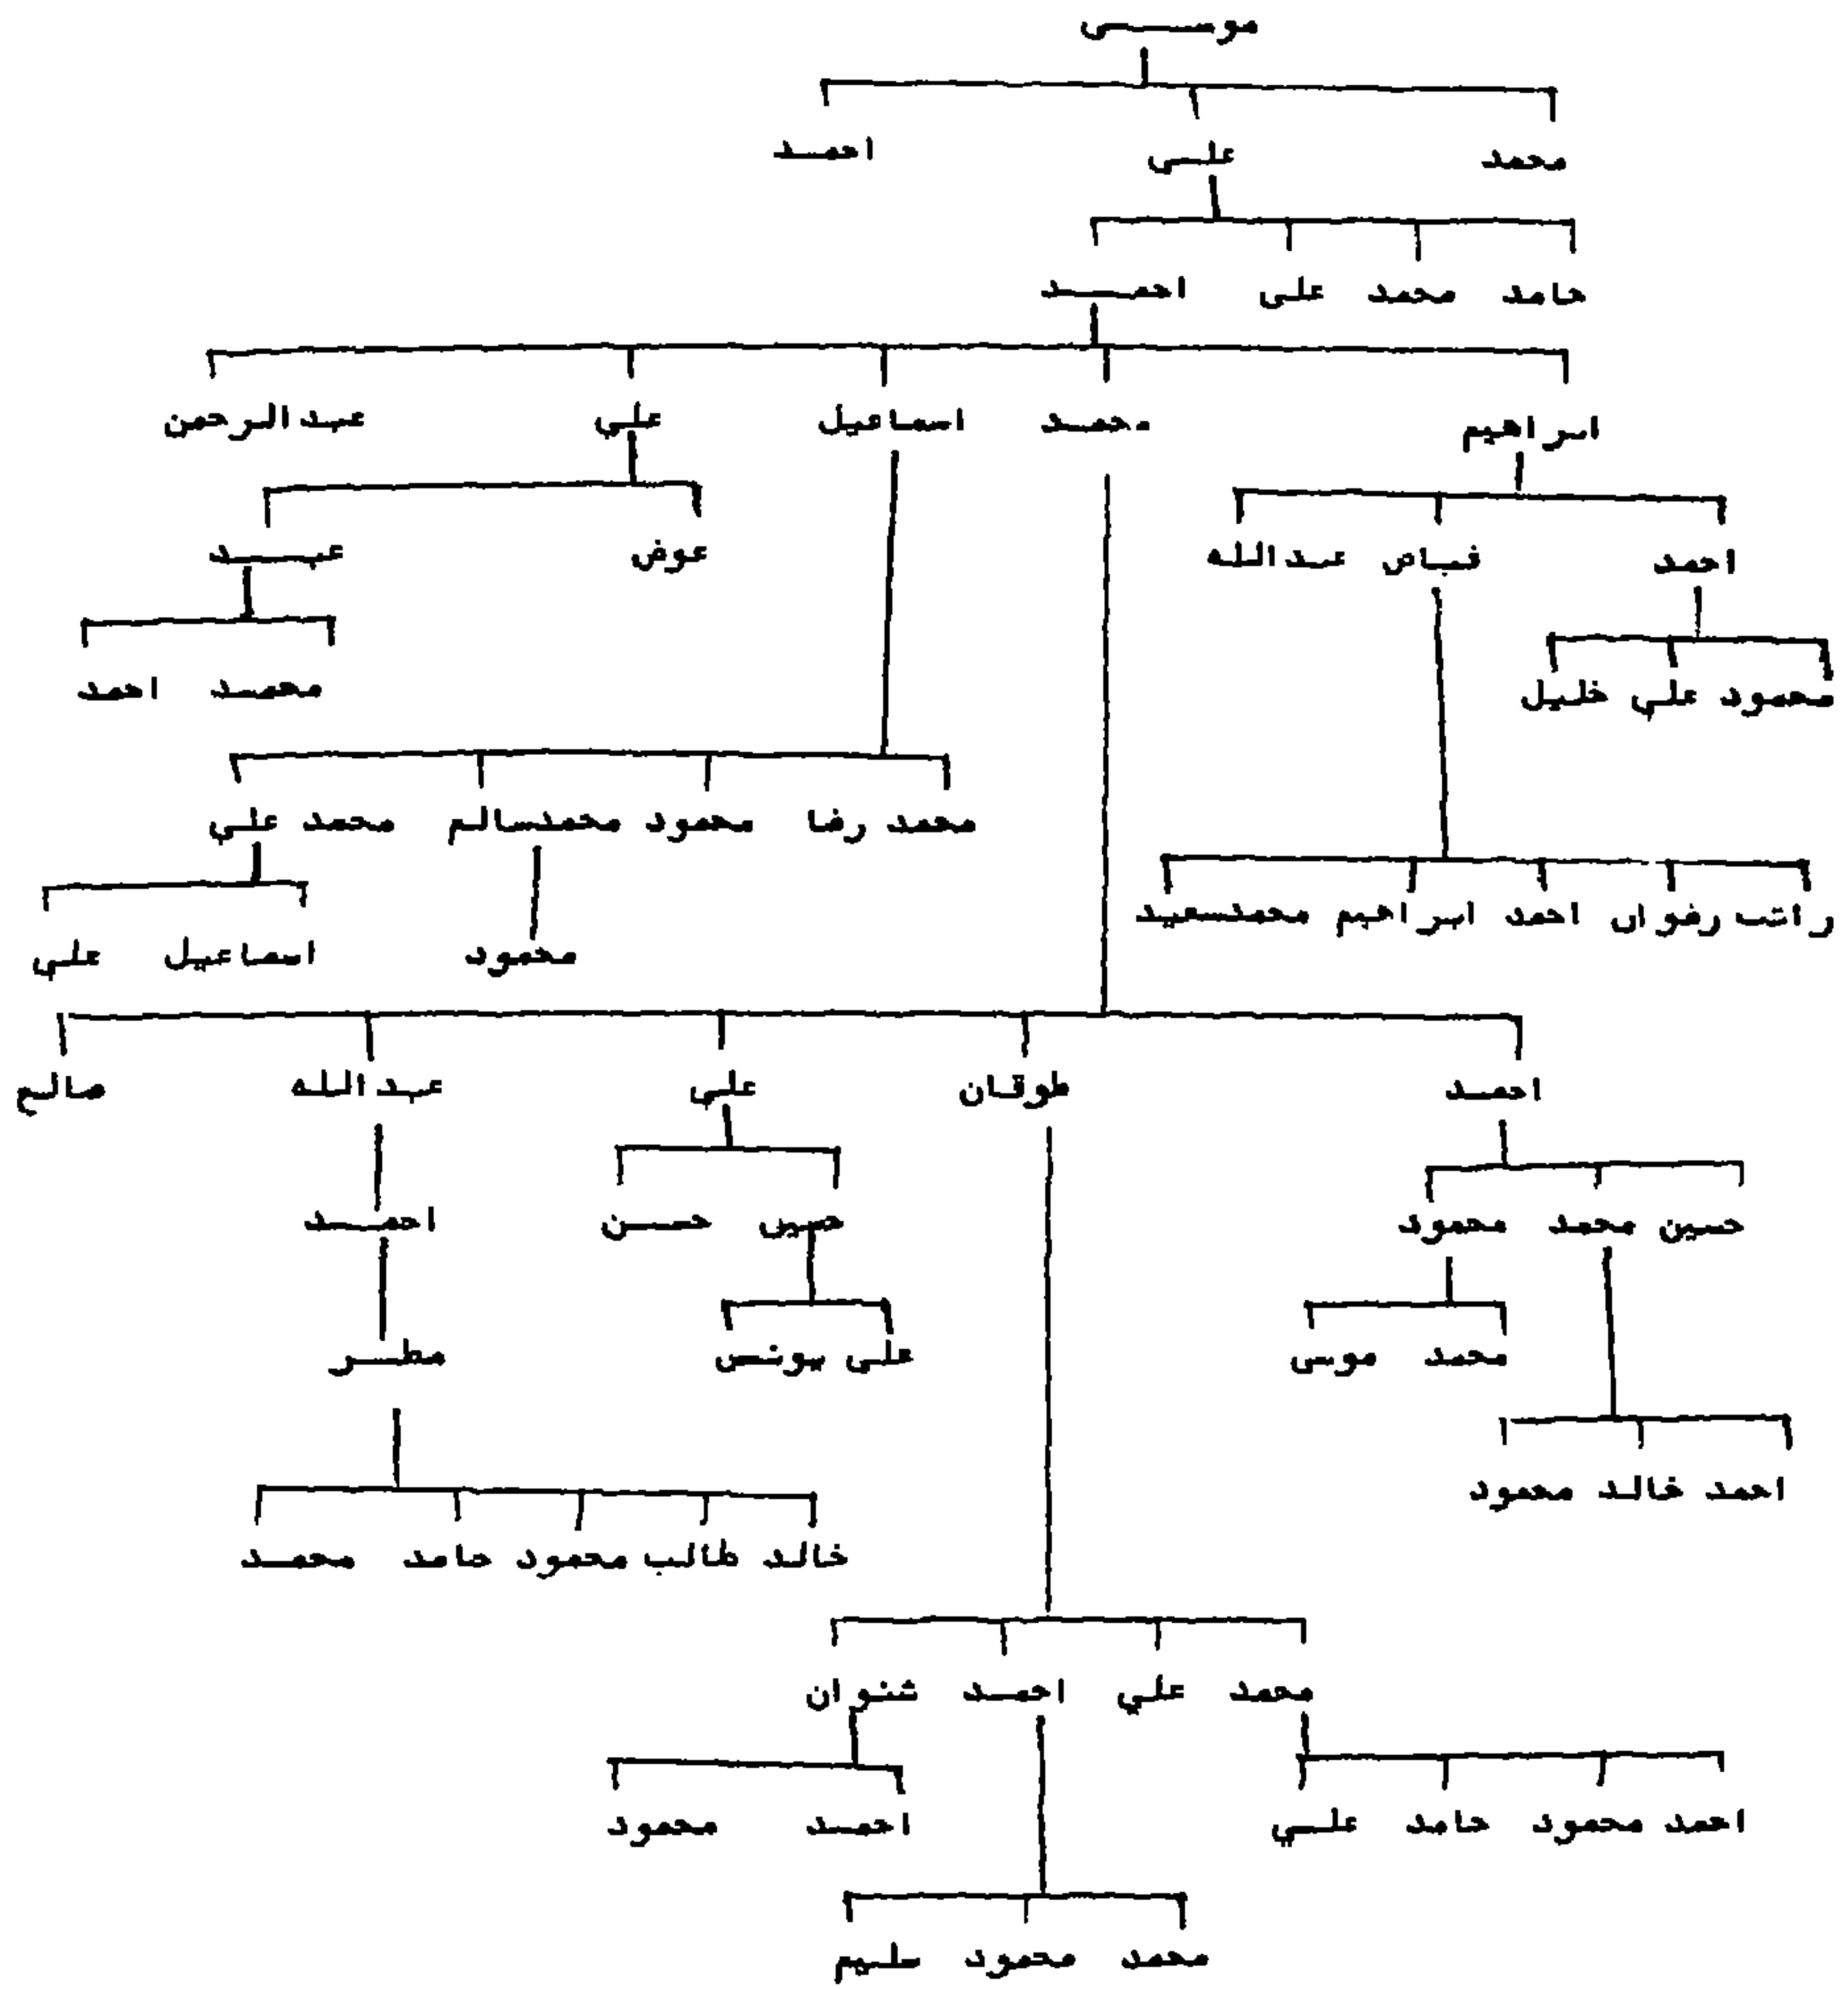 موسى
محمد علي احمد
حامد محمد علي احمد
ابراهيم محمد اسماعيل علي عبدالرحمن
احمد فياض عبدالله عوض عبد
محمود علي خليل محمد احمد
محمد رضا محمود محمدسالم محمد علي
راتب رضوان احمد ابراهيم محمدسعيد
محمود اسماعيل علي
احمد طوقان علي عبدالله صالح
حسين محمد محمود حسن احمد
محمد موسى علي يونس مطر
احمد خالد محمود
خالد طالب محمود حامد محمد
محمد علي احمد شنوان
احمد محمود حامد علي احمد محمود
محمد محمود سليم